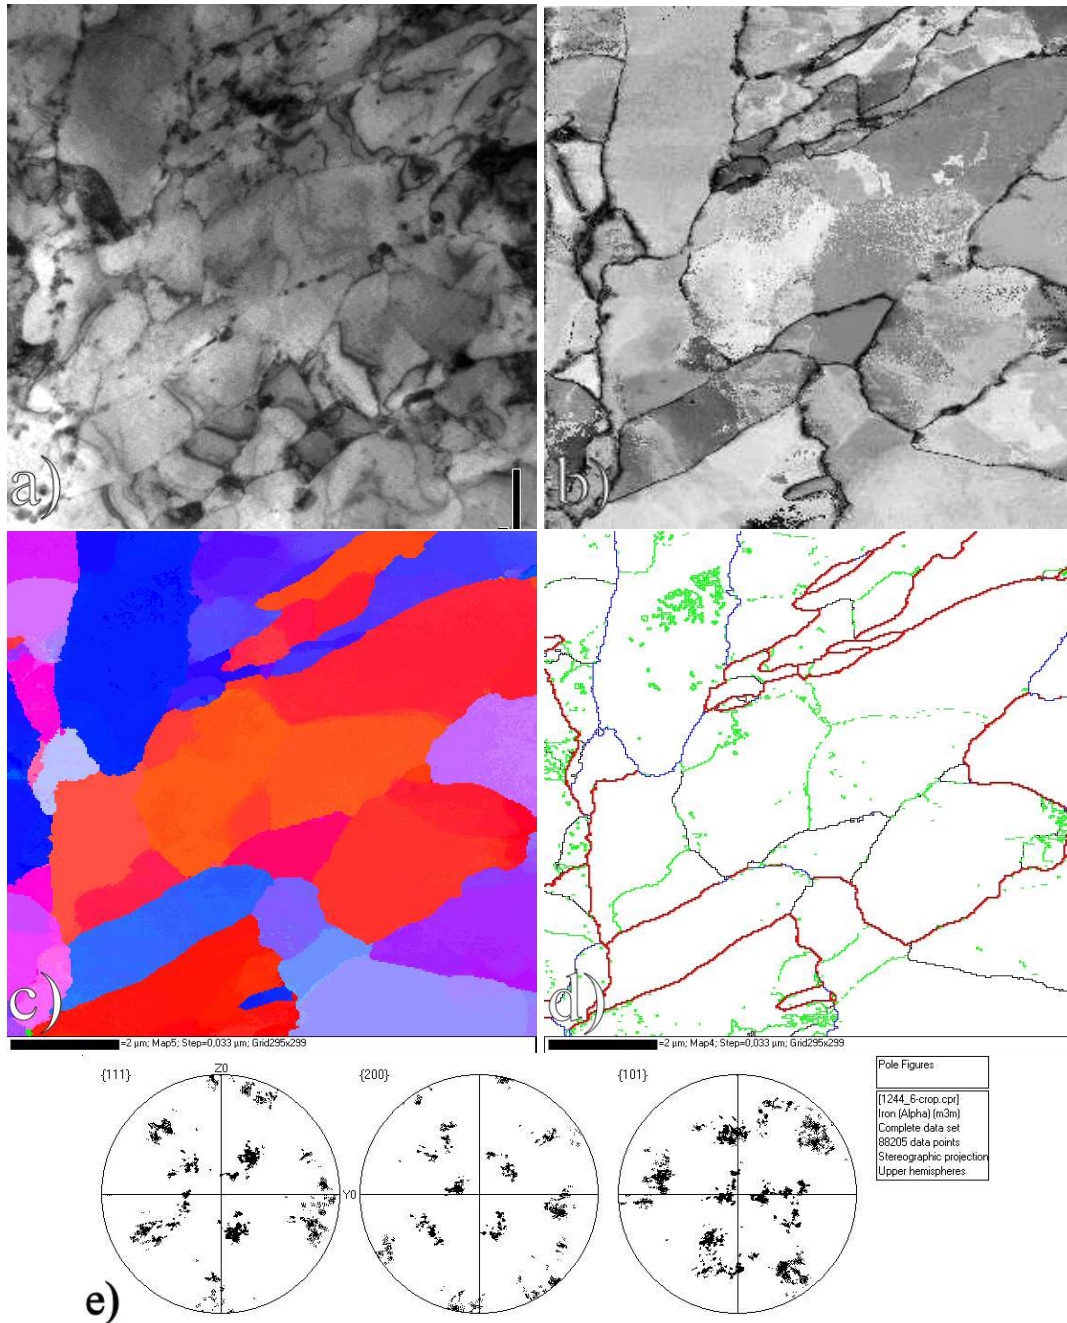 a)
b)
c)
=2 µm; Map5; Step=0,033 µm; Grid295x299
d)
=2 µm; Map4; Step=0,033 µm; Grid295x299
{111}
Z0
Y0
{200}
{101}
Pole Figures
[1244_6-crop.cpr]
Iron (Alpha) (m3m)
Complete data set
88205 data points
Stereographic projection
Upper hemispheres
e)